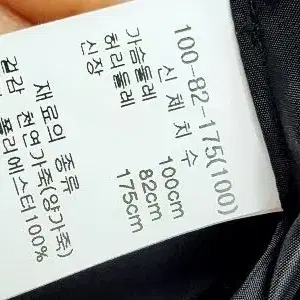 100-82-175(100)
신체치수
가슴둘레 100cm
허리둘레 82cm
신장 175cm
재료의 종류
천연가죽(양가죽)
겉감 폴리에스터100%